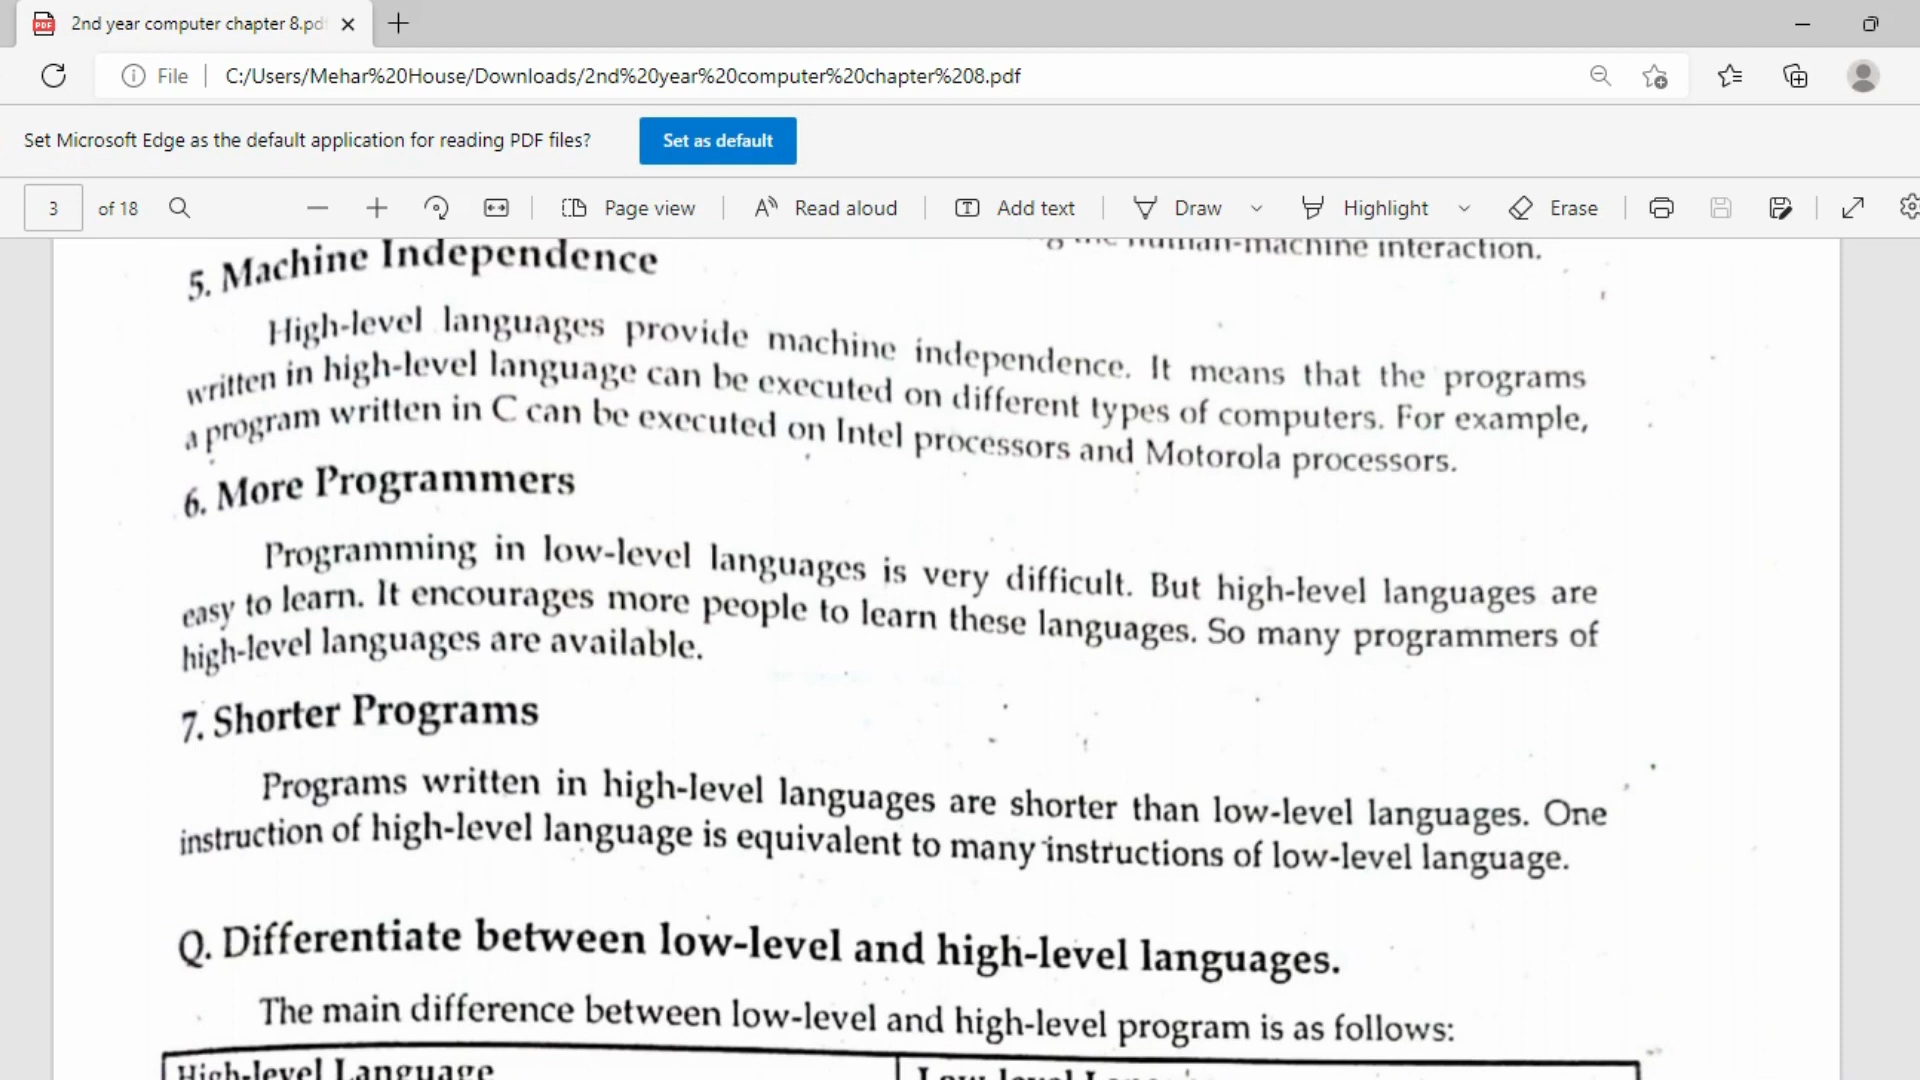 2nd year computer chapter 8.pd
File
C:/Users/Mehar%20House/Downloads/2nd%20year%20computer%20chapter%208.pdf
Set Microsoft Edge as the default application for reading PDF files?
Set as default
3 of 18
Page view
Read aloud
Add text
Draw
Highlight
Erase
human-machine interaction.
5. Machine Independence
High-level languages provide machine independence. It means that the programs
written in high-level language can be executed on different types of computers. For example,
a program written in C can be executed on Intel processors and Motorola processors.
6. More Programmers
Programming in low-level languages is very difficult. But high-level languages are
easy to learn. It encourages more people to learn these languages. So many programmers of
high-level languages are available.
7. Shorter Programs
Programs written in high-level languages are shorter than low-level languages. One
instruction of high-level language is equivalent to many instructions of low-level language.
Q. Differentiate between low-level and high-level languages.
The main difference between low-level and high-level program is as follows:
High-level Language